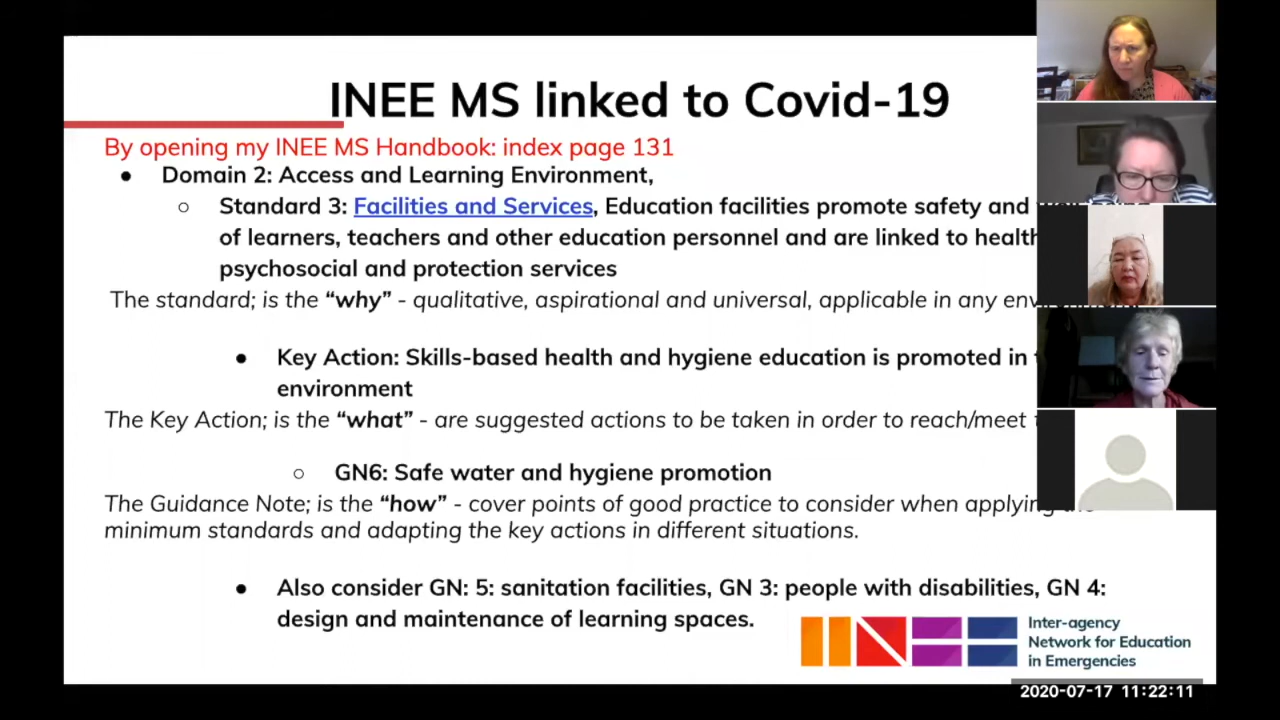 INEE MS linked to Covid-19
By opening my INEE MS Handbook: index page 131
● Domain 2: Access and Learning Environment,
○ Standard 3: Facilities and Services, Education facilities promote safety and
of learners, teachers and other education personnel and are linked to health
psychosocial and protection services
The standard; is the “why” - qualitative, aspirational and universal, applicable in any
● Key Action: Skills-based health and hygiene education is promoted in
environment
The Key Action; is the “what” - are suggested actions to be taken in order to reach/meet
○ GN6: Safe water and hygiene promotion
The Guidance Note; is the “how” - cover points of good practice to consider when applying the
minimum standards and adapting the key actions in different situations.
● Also consider GN: 5: sanitation facilities, GN 3: people with disabilities, GN 4:
design and maintenance of learning spaces.
INEE
Inter-agency
Network for Education
in Emergencies
2020-07-17 11:22:11